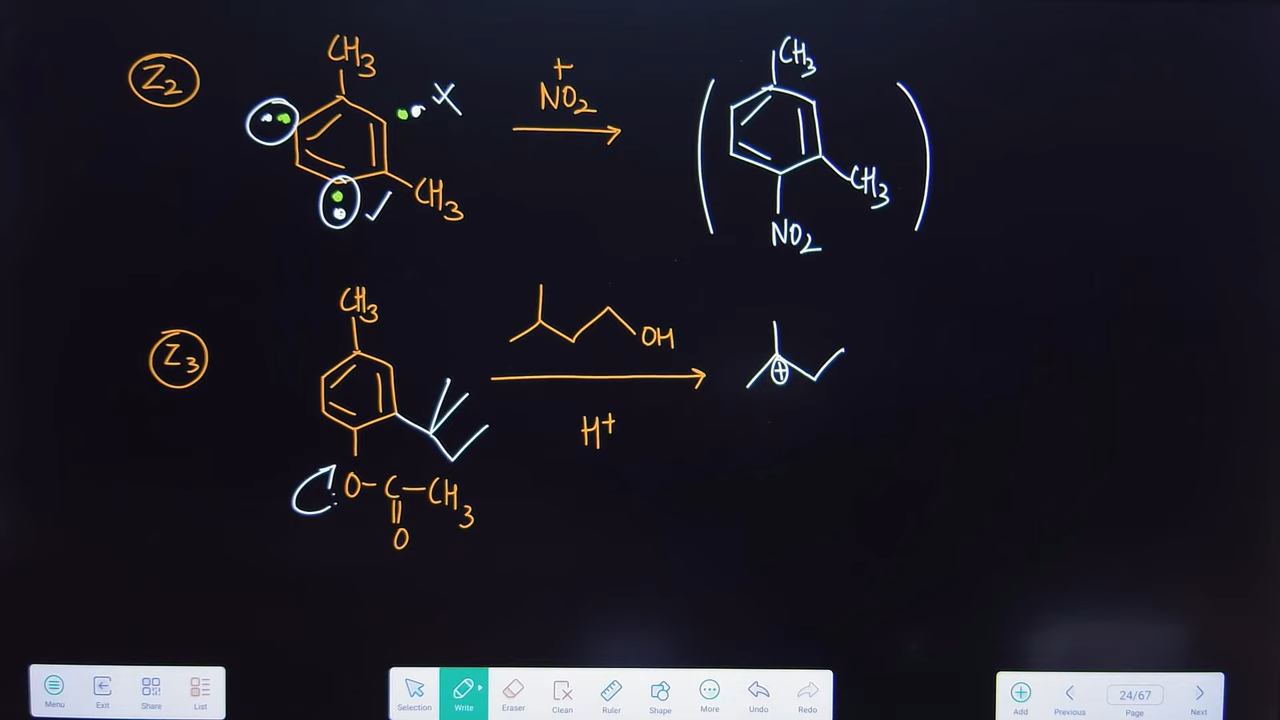 Z2
CH3
CH3
+
NO2
CH3
CH3
NO2
Z3
CH3
O-C-CH3
O
OH
H+
+
Menu
Exit
Share
List
Selection
Write
Eraser
Clean
Ruler
Shape
More
Undo
Redo
Add
Previous
24/67
Page
Next